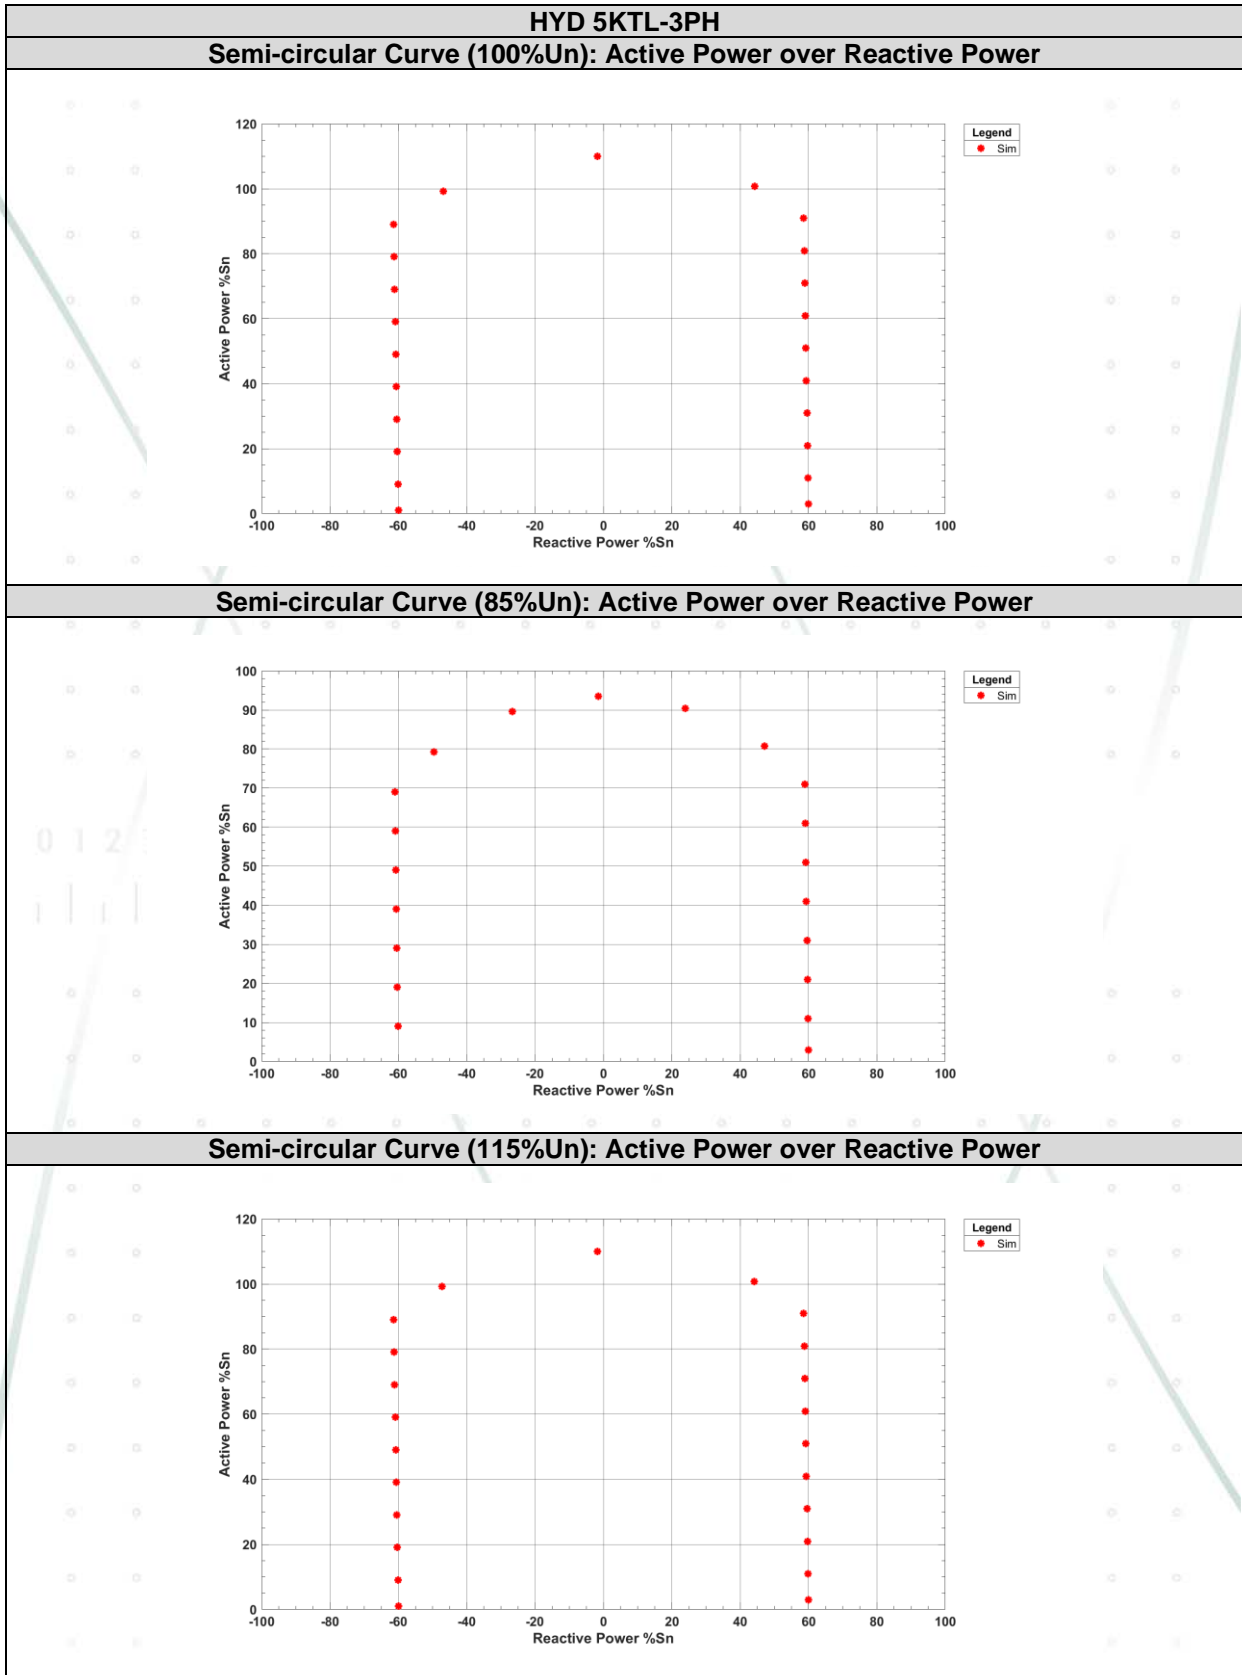 HYD 5KTL-3PH
Semi-circular Curve (100%Un): Active Power over Reactive Power
Legend
Sim
120
100
80
60
40
20
0
Active Power %Sn
-100 -80 -60 -40 -20 0 20 40 60 80 100
Reactive Power %Sn
Semi-circular Curve (85%Un): Active Power over Reactive Power
Legend
Sim
100
90
80
70
60
50
40
30
20
10
0
Active Power %Sn
-100 -80 -60 -40 -20 0 20 40 60 80 100
Reactive Power %Sn
0 1 2
Semi-circular Curve (115%Un): Active Power over Reactive Power
Legend
Sim
120
100
80
60
40
20
0
Active Power %Sn
-100 -80 -60 -40 -20 0 20 40 60 80 100
Reactive Power %Sn